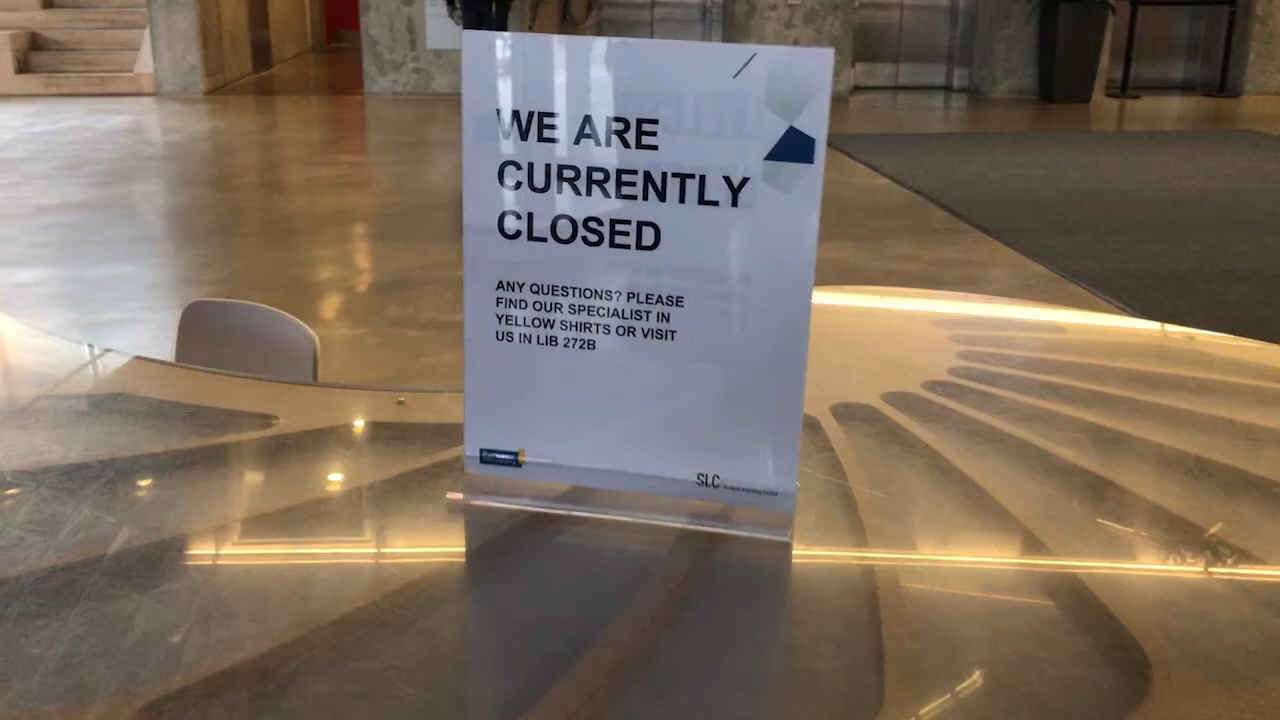 WE ARE
CURRENTLY
CLOSED
ANY QUESTIONS? PLEASE
FIND OUR SPECIALIST IN
YELLOW SHIRTS OR VISIT
US IN LIB 272B
SLC